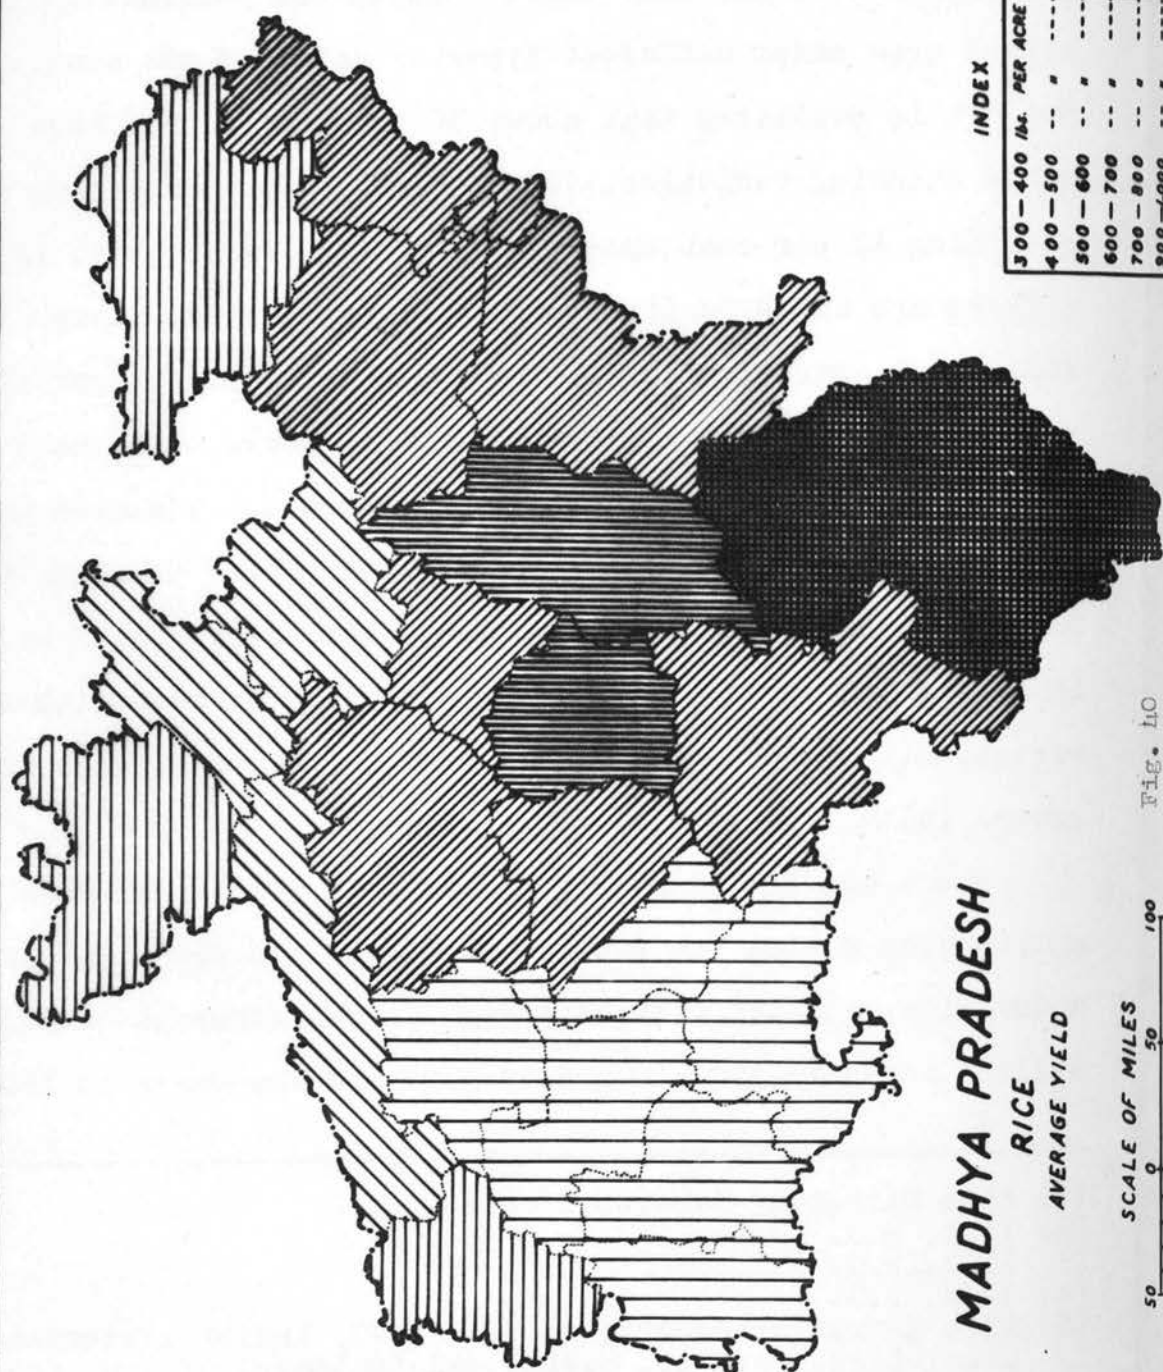 MADHYA PRADESH
RICE
AVERAGE YIELD
SCALE OF MILES
50 0 50 100
INDEX
300-400 lbs. PER ACRE ----
400-500 --- " ----
500-600 --- " ----
600-700 --- " ----
700-800 --- " ----
Fig. 40